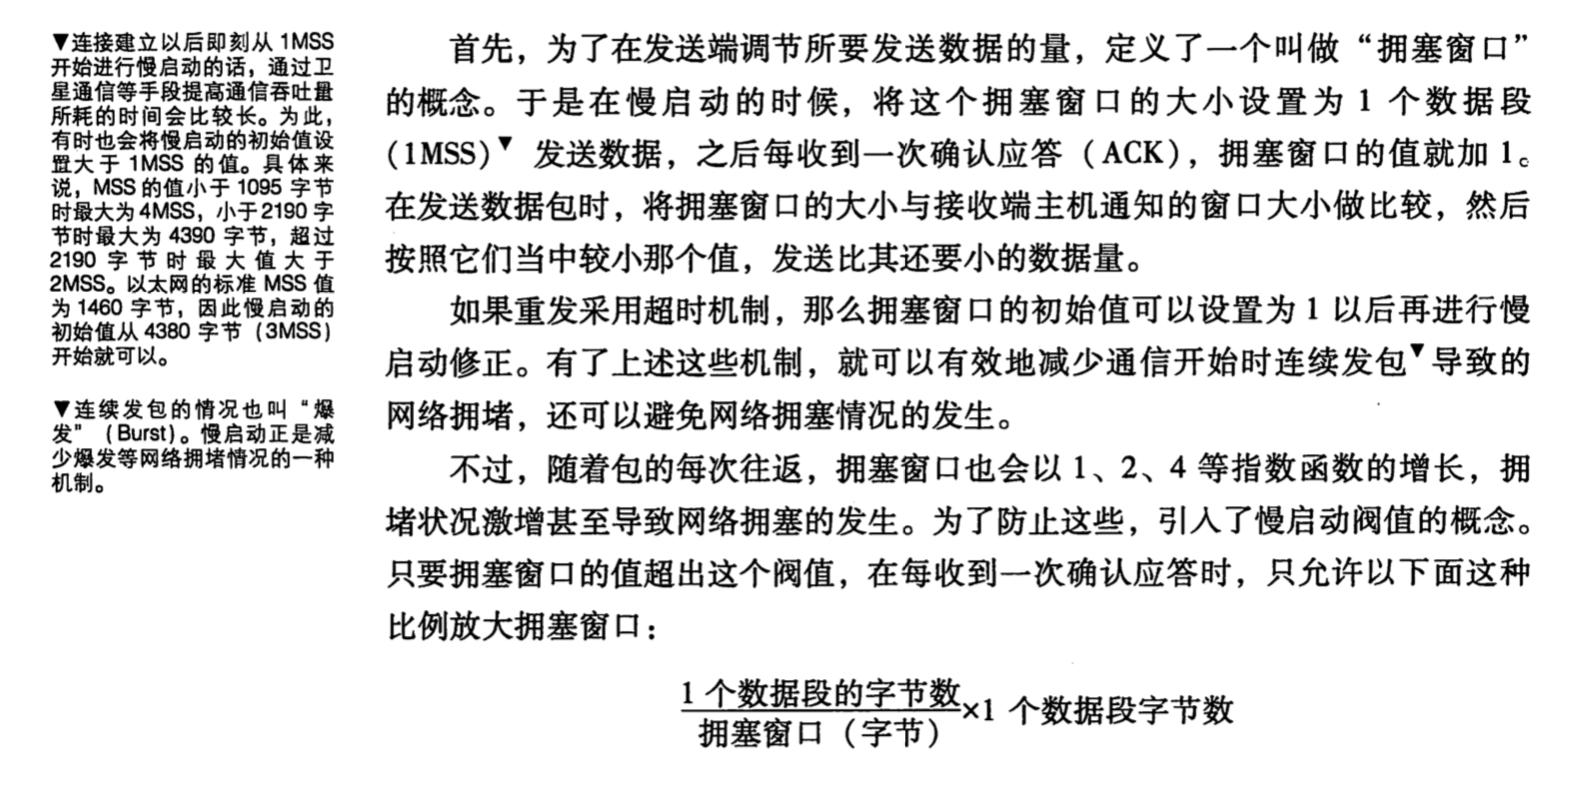 ▼连接建立以后即刻从 1MSS
开始进行慢启动的话，通过卫
星通信等手段提高通信吞吐量
所耗的时间会比较长。为此，
有时也会将慢启动的初始值设
置大于 1MSS 的值。具体来
说，MSS 的值小于 1095 字节
时最大为 4MSS，小于 2190 字
节时最大为 4390 字节，超过
2190 字节时最大值大于
2MSS。以太网的标准 MSS 值
为 1460 字节，因此慢启动的
初始值从 4380 字节（3MSS）
开始就可以。
▼连续发包的情况也叫“爆
发”（Burst）。慢启动正是减
少爆发等网络拥堵情况的一种
机制。
首先，为了在发送端调节所要发送数据的量，定义了一个叫做“拥塞窗口”
的概念。于是在慢启动的时候，将这个拥塞窗口的大小设置为 1 个数据段
（1MSS）▼ 发送数据，之后每收到一次确认应答（ACK），拥塞窗口的值就加 1。
在发送数据包时，将拥塞窗口的大小与接收端主机通知的窗口大小做比较，然后
按照它们当中较小那个值，发送比其还要小的数据量。
如果重发采用超时机制，那么拥塞窗口的初始值可以设置为 1 以后再进行慢
启动修正。有了上述这些机制，就可以有效地减少通信开始时连续发包▼导致的
网络拥堵，还可以避免网络拥塞情况的发生。
不过，随着包的每次往返，拥塞窗口也会以 1、2、4 等指数函数的增长，拥
堵状况激增甚至导致网络拥塞的发生。为了防止这些，引入了慢启动阀值的概念。
只要拥塞窗口的值超出这个阀值，在每收到一次确认应答时，只允许以下面这种
比例放大拥塞窗口：
1 个数据段的字节数
拥塞窗口（字节）
×1 个数据段字节数